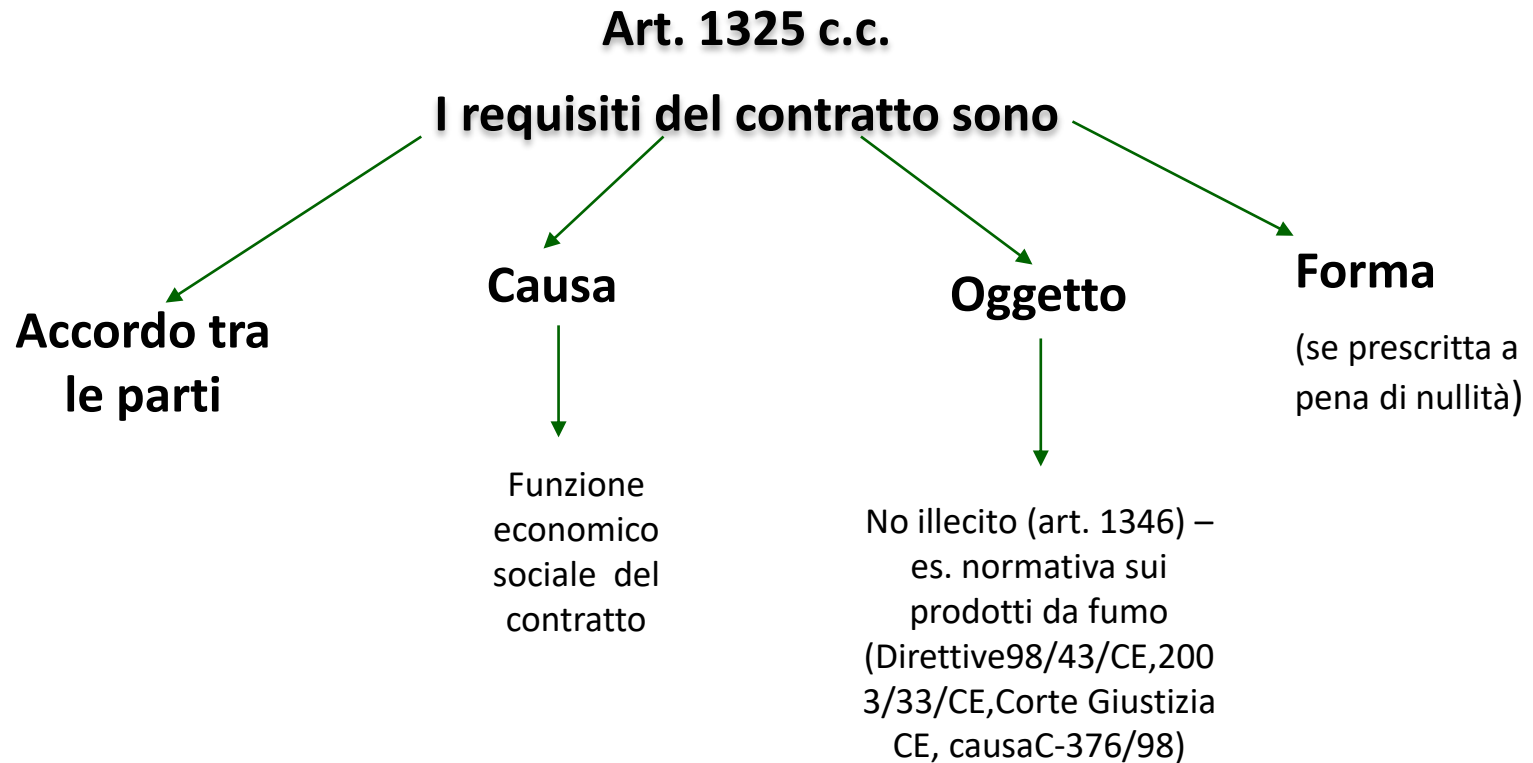 Art. 1325 c.c.
I requisiti del contratto sono
Accordo tra
le parti
Causa
Funzione
economico
sociale del
contratto
Oggetto
No illecito (art. 1346) –
es. normativa sui
prodotti da fumo
(Direttive98/43/CE,200
3/33/CE,Corte Giustizia
CE, causaC-376/98)
Forma
(se prescritta a
pena di nullità)